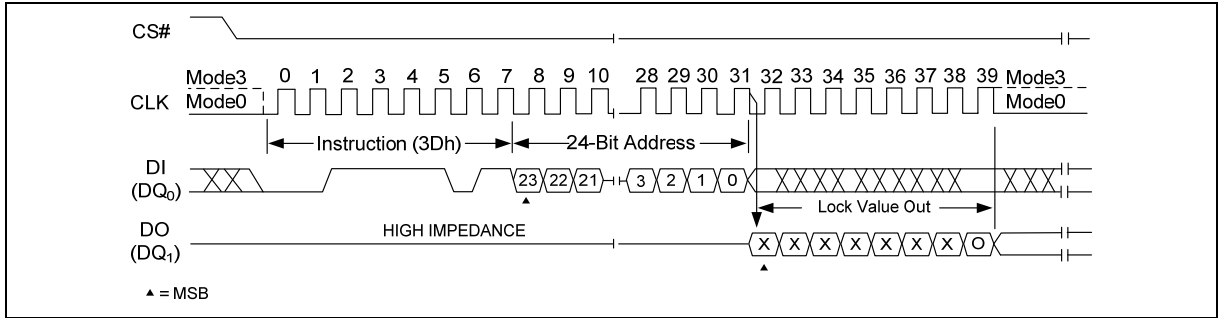 CS#
Mode3 0 1 2 3 4 5 6 7 8 9 10 28 29 30 31 32 33 34 35 36 37 38 39 Mode3
CLK Mode0 Mode0
Instruction (3Dh) 24-Bit Address
DI (DQ0) 23 22 21 3 2 1 0
Lock Value Out
DO (DQ1) HIGH IMPEDANCE X X X X X X X O
▲ = MSB